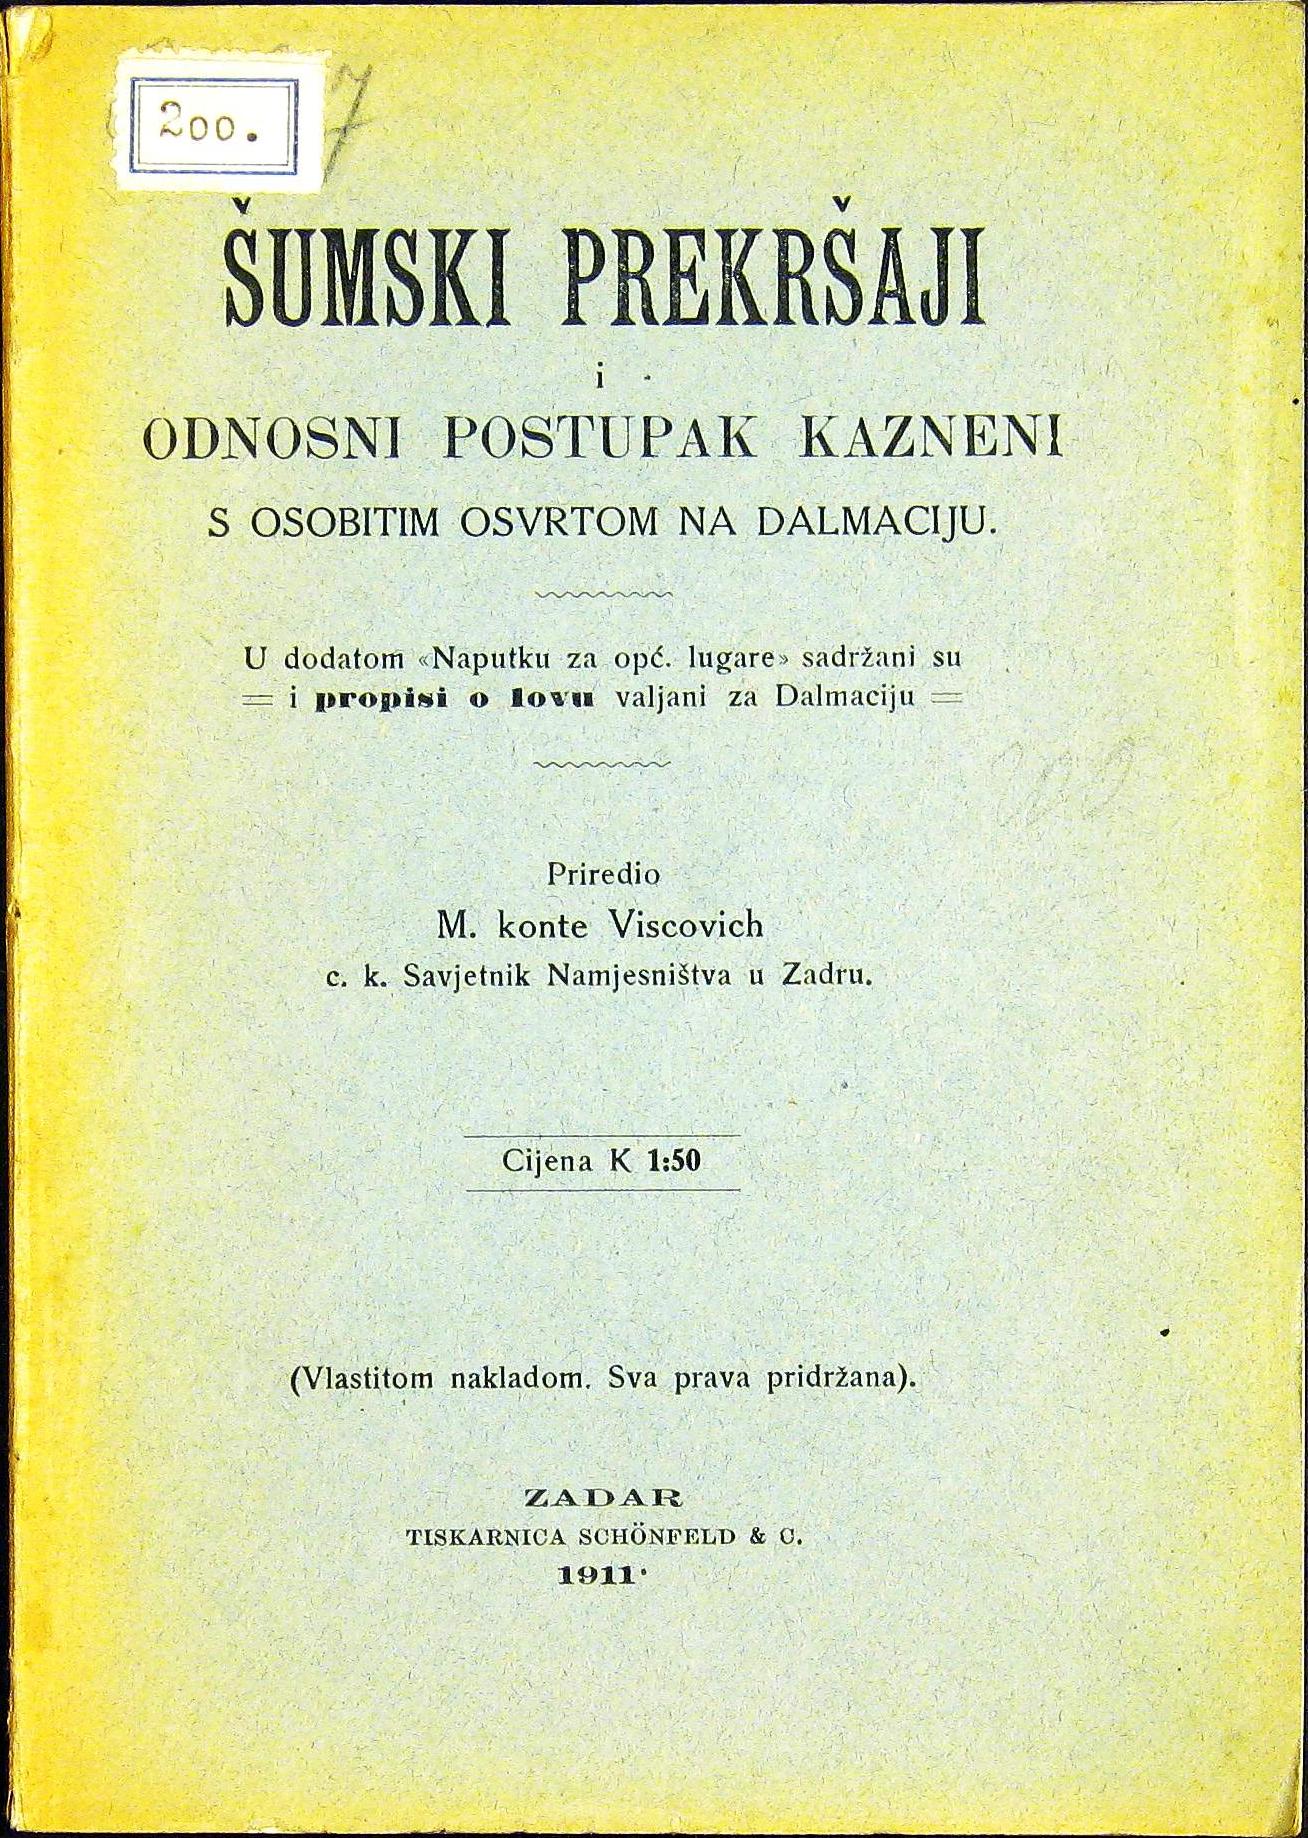 200.
7
ŠUMSKI PREKRŠAJI
i
ODNOSNI POSTUPAK KAZNENI
S OSOBITIM OSVRTOM NA DALMACIJU.
U dodatom «Naputku za opć. lugare» sadržani su
= i propisi o lovu valjani za Dalmaciju =
Priredio
M. konte Viscovich
c. k. Savjetnik Namjesništva u Zadru.
Cijena K 1:50
(Vlastitom nakladom. Sva prava pridržana).
ZADAR
TISKARNICA SCHÖNFELD & C.
1911·